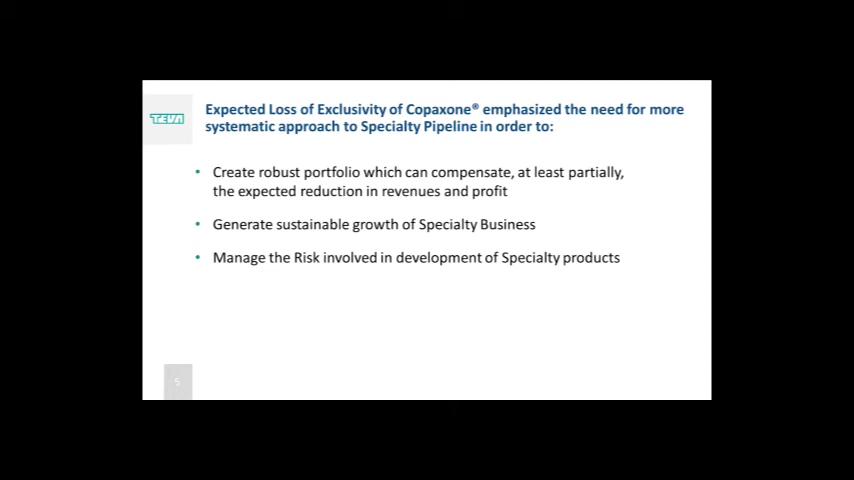 TEVA
Expected Loss of Exclusivity of Copaxone® emphasized the need for more
systematic approach to Specialty Pipeline in order to:
• Create robust portfolio which can compensate, at least partially,
the expected reduction in revenues and profit
• Generate sustainable growth of Specialty Business
• Manage the Risk involved in development of Specialty products
5